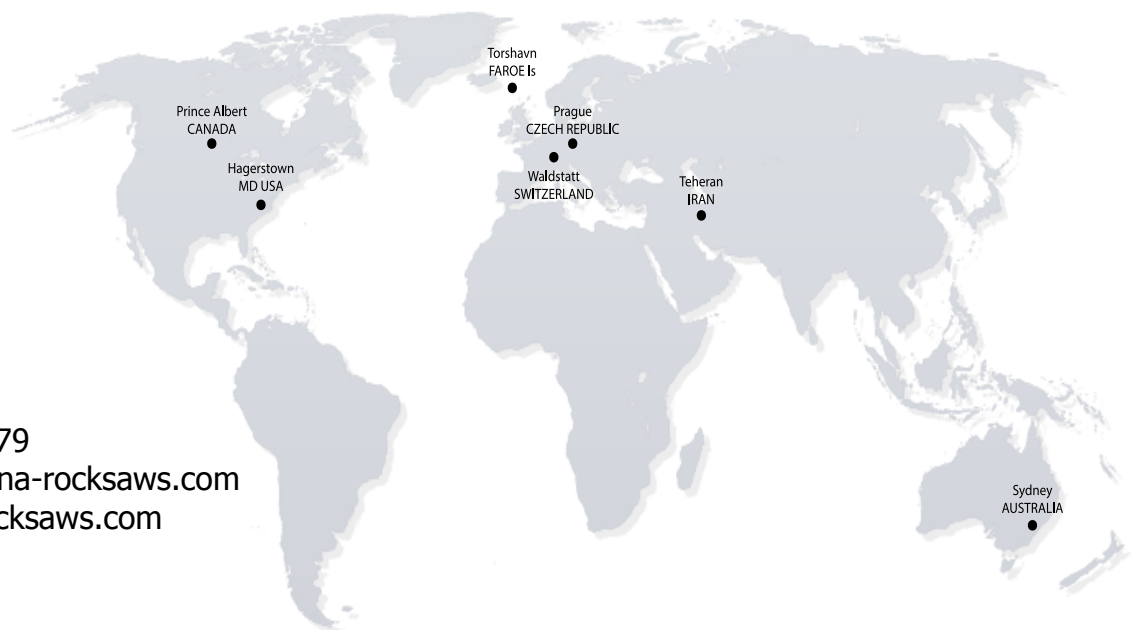 Torshavn
FAROE Is
Prince Albert
CANADA
Prague
CZECH REPUBLIC
Hagerstown
MD USA
Waldstatt
SWITZERLAND
Teheran
IRAN
79
na-rocksaws.com
cksaws.com
Sydney
AUSTRALIA